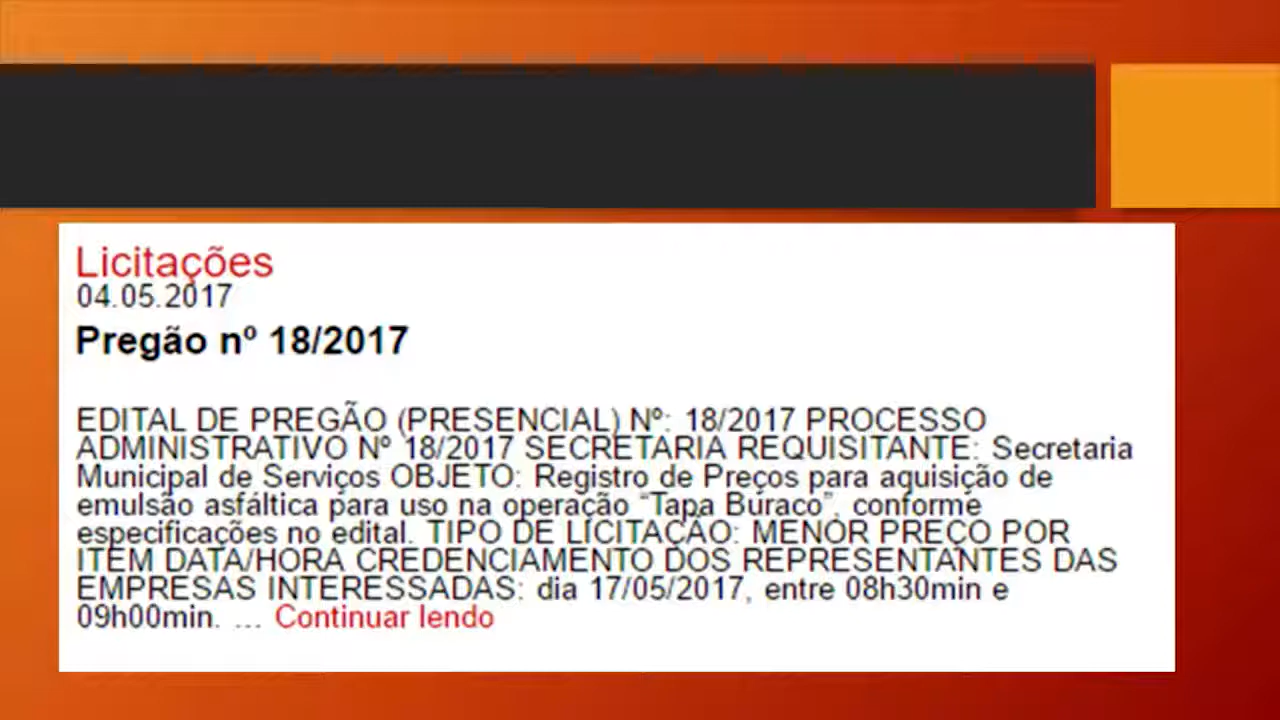 Licitações
04.05.2017
Pregão nº 18/2017
EDITAL DE PREGÃO (PRESENCIAL) Nº: 18/2017 PROCESSO
ADMINISTRATIVO Nº 18/2017 SECRETARIA REQUISITANTE: Secretaria
Municipal de Serviços OBJETO: Registro de Preços para aquisição de
emulsão asfáltica para uso na operação “Tapa Buraco”, conforme
especificações no edital. TIPO DE LICITAÇÃO: MENOR PREÇO POR
ITEM DATA/HORA CREDENCIAMENTO DOS REPRESENTANTES DAS
EMPRESAS INTERESSADAS: dia 17/05/2017, entre 08h30min e
09h00min. … Continuar lendo